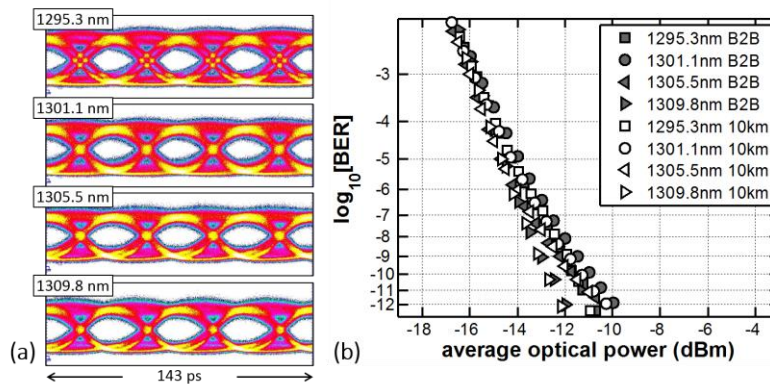 1295.3 nm
1301.1 nm
1305.5 nm
1309.8 nm
(a)
143 ps
log10[BER]
-3
-4
-5
-6
-7
-8
-9
-10
-11
-12
1295.3nm B2B
1301.1nm B2B
1305.5nm B2B
1309.8nm B2B
1295.3nm 10km
1301.1nm 10km
1305.5nm 10km
1309.8nm 10km
-18 -16 -14 -12 -10 -8 -6 -4
(b)
average optical power (dBm)